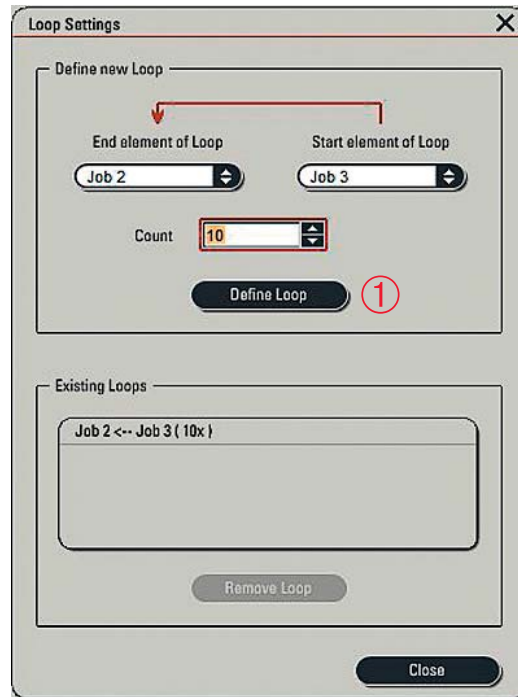 Loop Settings
Define new Loop
End element of Loop Start element of Loop
Job 2 Job 3
Count 10
Define Loop ①
Existing Loops
Job 2 <-- Job 3 ( 10x )
Remove Loop
Close